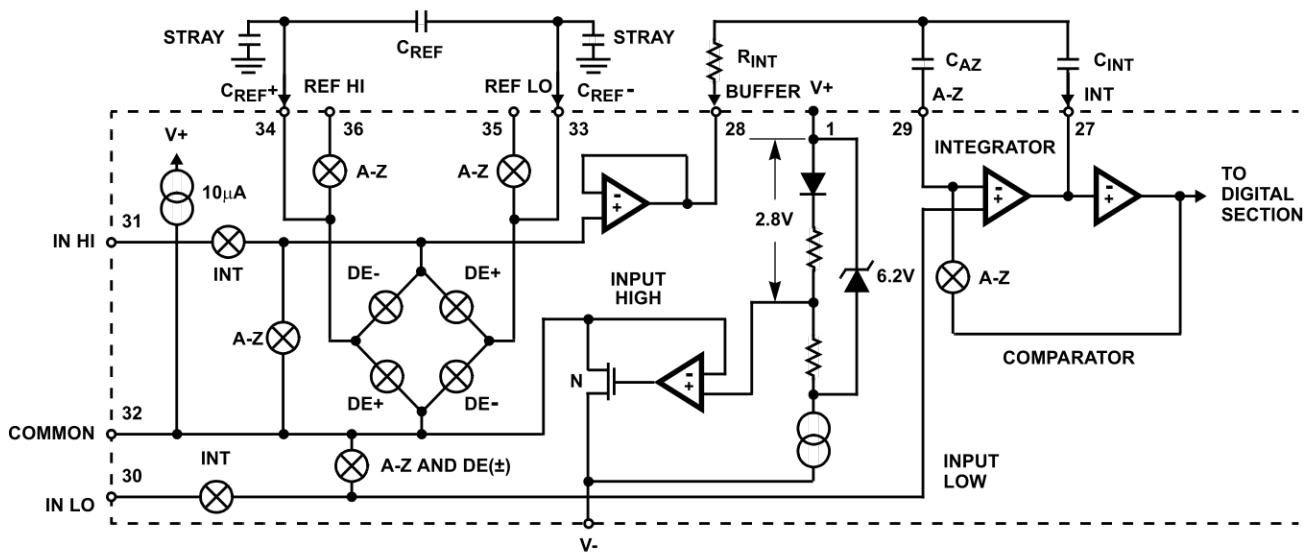 STRAY
C_REF
STRAY
R_INT
C_AZ
C_INT
C_REF+
REF HI
REF LO
C_REF-
BUFFER
V+
A-Z
INT
34
36
35
33
28
1
29
27
V+
10µA
A-Z
A-Z
INTEGRATOR
TO
DIGITAL
SECTION
31
IN HI
INT
-
+
2.8V
-
+
-
+
DE-
DE+
INPUT
HIGH
6.2V
A-Z
A-Z
COMPARATOR
N
-
+
DE+
DE-
32
COMMON
INT
A-Z AND DE(±)
INPUT
LOW
30
IN LO
V-